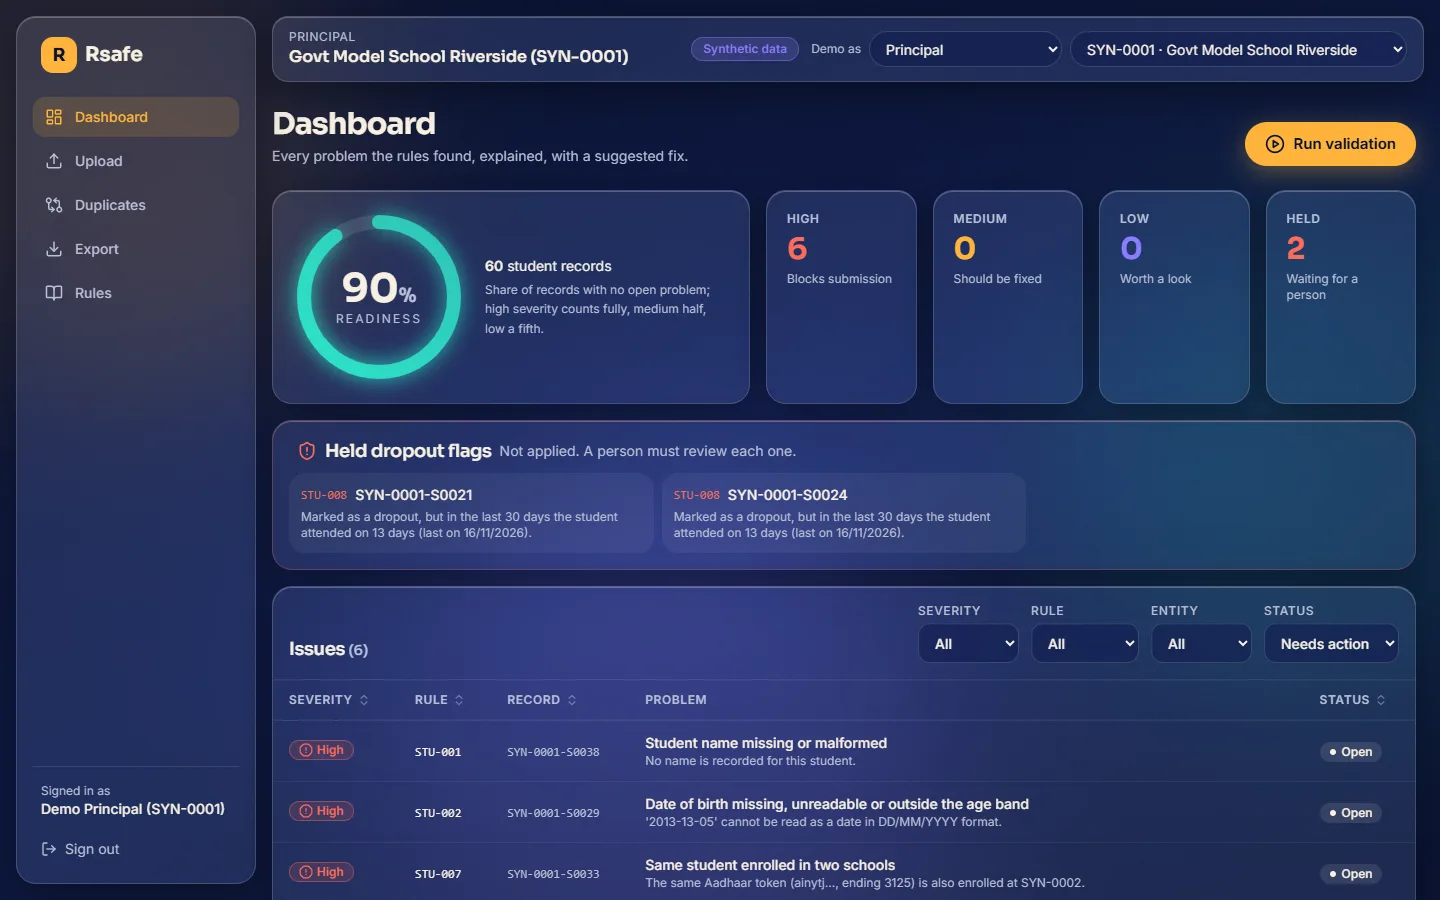 R Rsafe
Dashboard
Upload
Duplicates
Export
Rules
Signed in as
Demo Principal (SYN-0001)
Sign out
PRINCIPAL
Govt Model School Riverside (SYN-0001)
Synthetic data Demo as Principal SYN-0001 · Govt Model School Riverside
Dashboard
Every problem the rules found, explained, with a suggested fix.
Run validation
90%
READINESS
60 student records
Share of records with no open problem;
high severity counts fully, medium half,
low a fifth.
HIGH
6
Blocks submission
MEDIUM
0
Should be fixed
LOW
0
Worth a look
HELD
2
Waiting for a
person
Held dropout flags Not applied. A person must review each one.
STU-008 SYN-0001-S0021
Marked as a dropout, but in the last 30 days the student
attended on 13 days (last on 16/11/2026).
STU-008 SYN-0001-S0024
Marked as a dropout, but in the last 30 days the student
attended on 13 days (last on 16/11/2026).
Issues (6)
SEVERITY RULE ENTITY STATUS
All All All Needs action
SEVERITY RULE RECORD PROBLEM STATUS
High STU-001 SYN-0001-S0038 Student name missing or malformed Open
No name is recorded for this student.
High STU-002 SYN-0001-S0029 Date of birth missing, unreadable or outside the age band Open
'2013-13-05' cannot be read as a date in DD/MM/YYYY format.
High STU-007 SYN-0001-S0033 Same student enrolled in two schools Open
The same Aadhaar token (ainytj..., ending 3125) is also enrolled at SYN-0002.